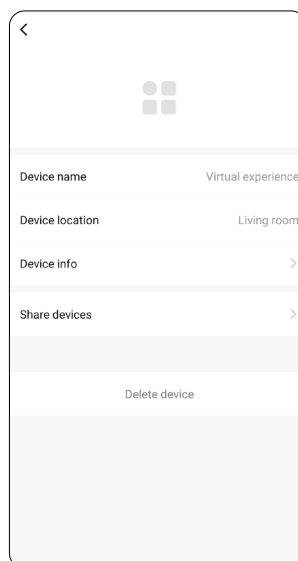 Device name
Virtual experience
Device location
Living room
Device info
Share devices
Delete device